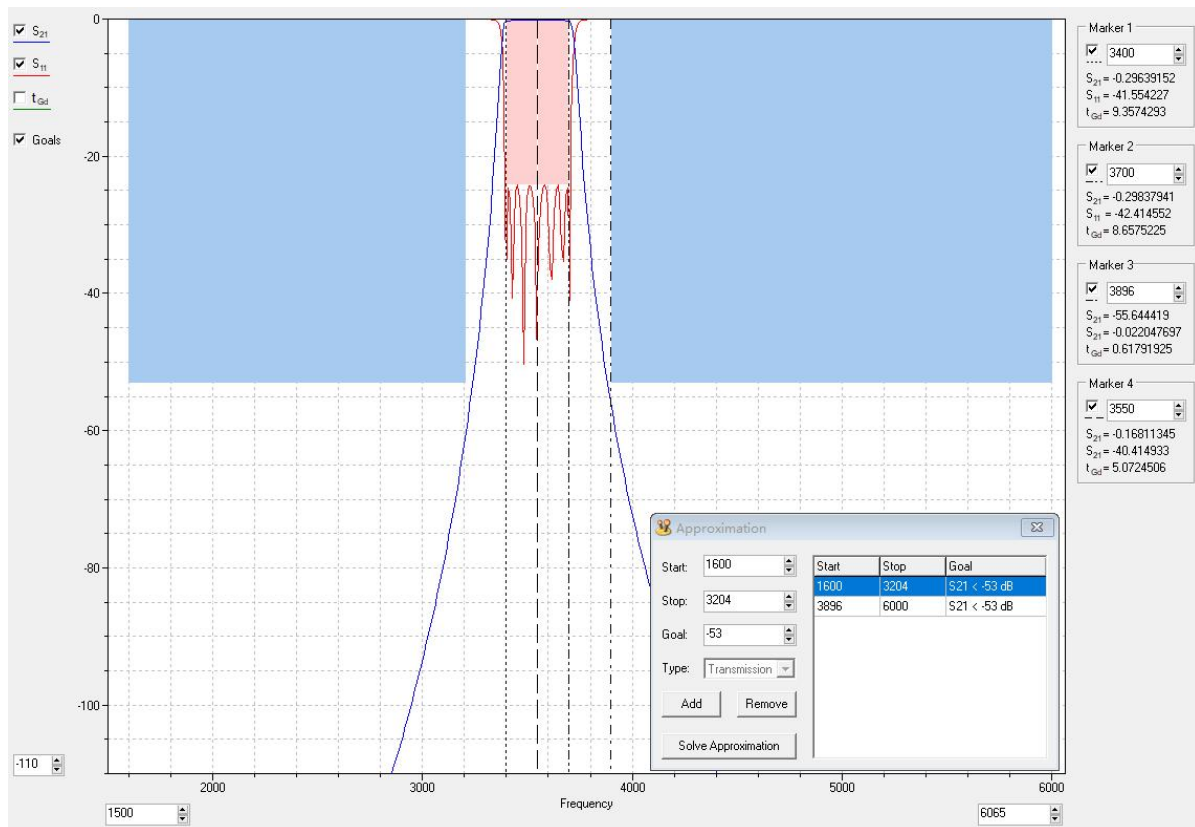 S21
S11
tGd
Goals
0
-20
-40
-60
-80
-100
-110
2000
3000
4000
5000
6000
Frequency
1500
6065
Marker 1
3400
S21= -0.29639152
S11 = -41.554227
tGd= 9.3574293
Marker 2
3700
S21= -0.29837941
S11 = -42.414552
tGd= 8.6575225
Marker 3
3896
S21= -55.644419
S21= -0.022047697
tGd= 0.61791925
Marker 4
3550
S21= -0.16811345
S21= -40.414933
tGd= 5.0724506
Approximation
Start: 1600
Stop: 3204
Goal: -53
Type: Transmission
Add Remove
Solve Approximation
Start Stop Goal
1600 3204 S21 < -53 dB
3896 6000 S21 < -53 dB